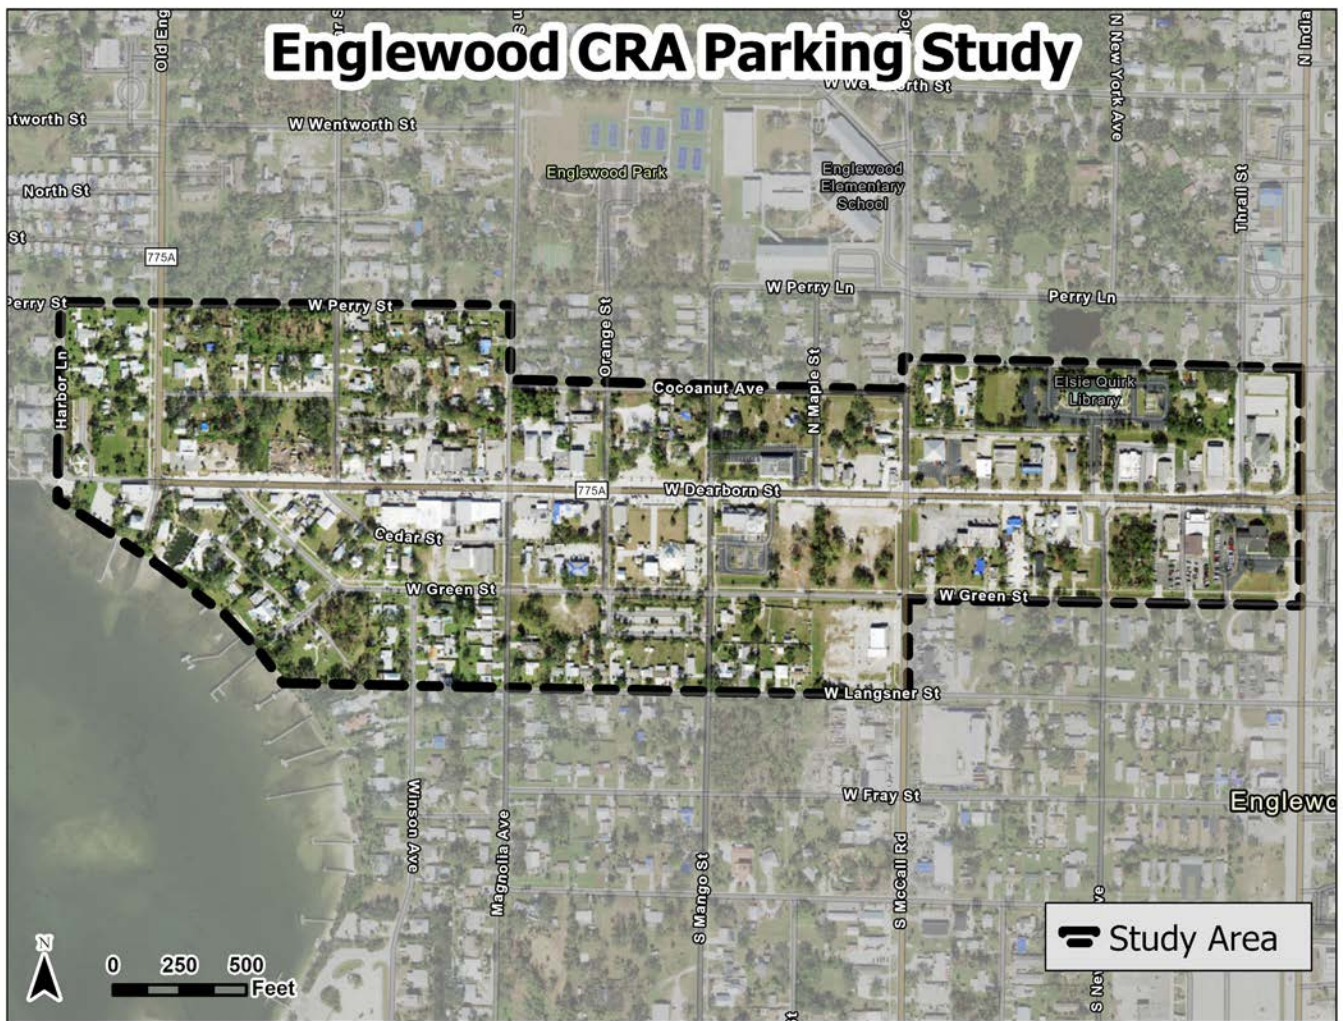 Englewood CRA Parking Study
Old Eng
N New York Ave
N India
ntworth St
W Wentworth St
Englewood Park
Englewood
Elementary
School
North St
Thrall St
St
775A
Perry St
W Perry St
W Perry Ln
Perry Ln
Orange St
Harbor Ln
Cocoanut Ave
N Maple St
Elsie Quirk
Library
775A
W Dearborn St
Cedar St
W Green St
W Green St
W Langsner St
Winson Ave
Magnolia Ave
S Mango St
W Fray St
S McCall Rd
Englewo
Study Area
N
0 250 500
Feet